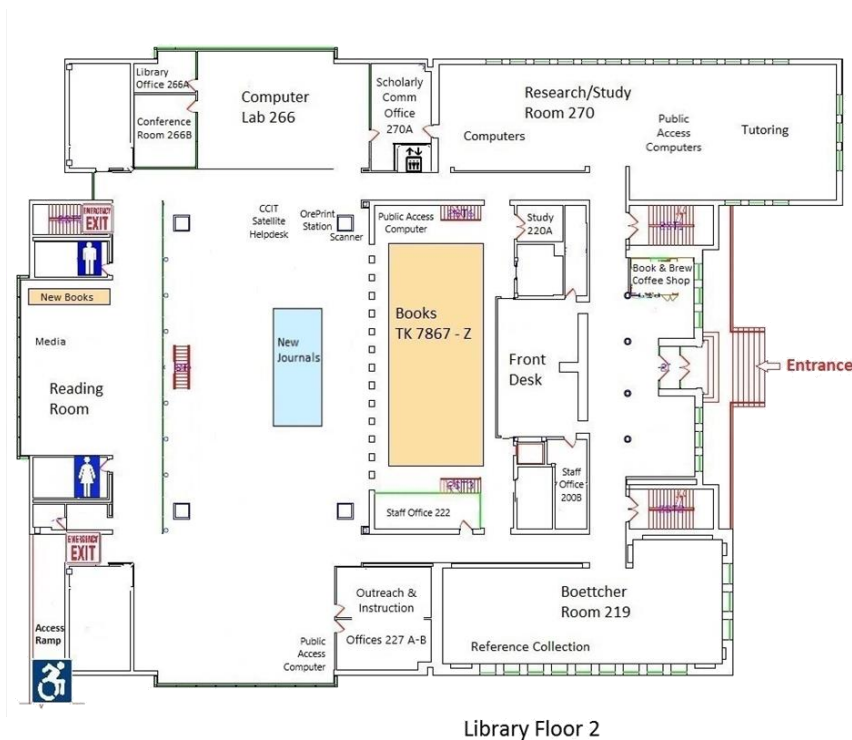 Library
Office 266A
Conference
Room 266B
Computer
Lab 266
Scholarly
Comm
Office
270A
Research/Study
Room 270
Computers
Public
Access
Computers
Tutoring
EMERGENCY
EXIT
CCIT
Satellite
Helpdesk
OrePrint
Station
Scanner
Public Access
Computer
Study
220A
Book & Brew
Coffee Shop
New Books
Media
Reading
Room
New
Journals
Books
TK 7867 - Z
Front
Desk
Entrance
Staff
Office
200B
Staff Office 222
EMERGENCY
EXIT
Access
Ramp
Outreach &
Instruction
Offices 227 A-B
Public
Access
Computer
Boettcher
Room 219
Reference Collection
Library Floor 2